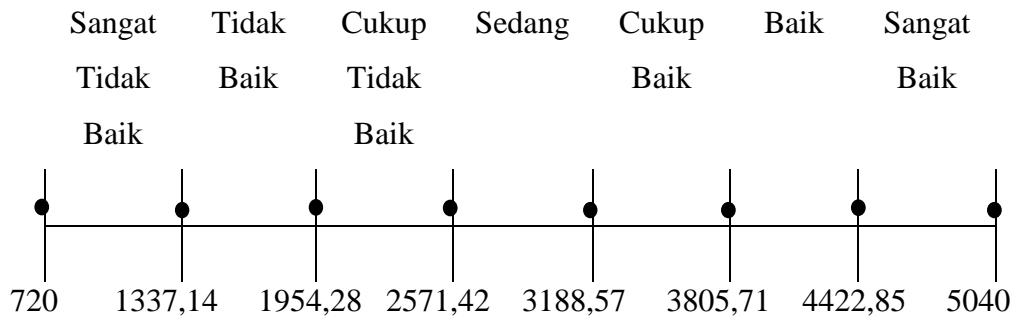 Sangat Tidak Cukup Sedang Cukup Baik Sangat
Tidak Baik Tidak Baik Baik
Baik Baik
720 1337,14 1954,28 2571,42 3188,57 3805,71 4422,85 5040